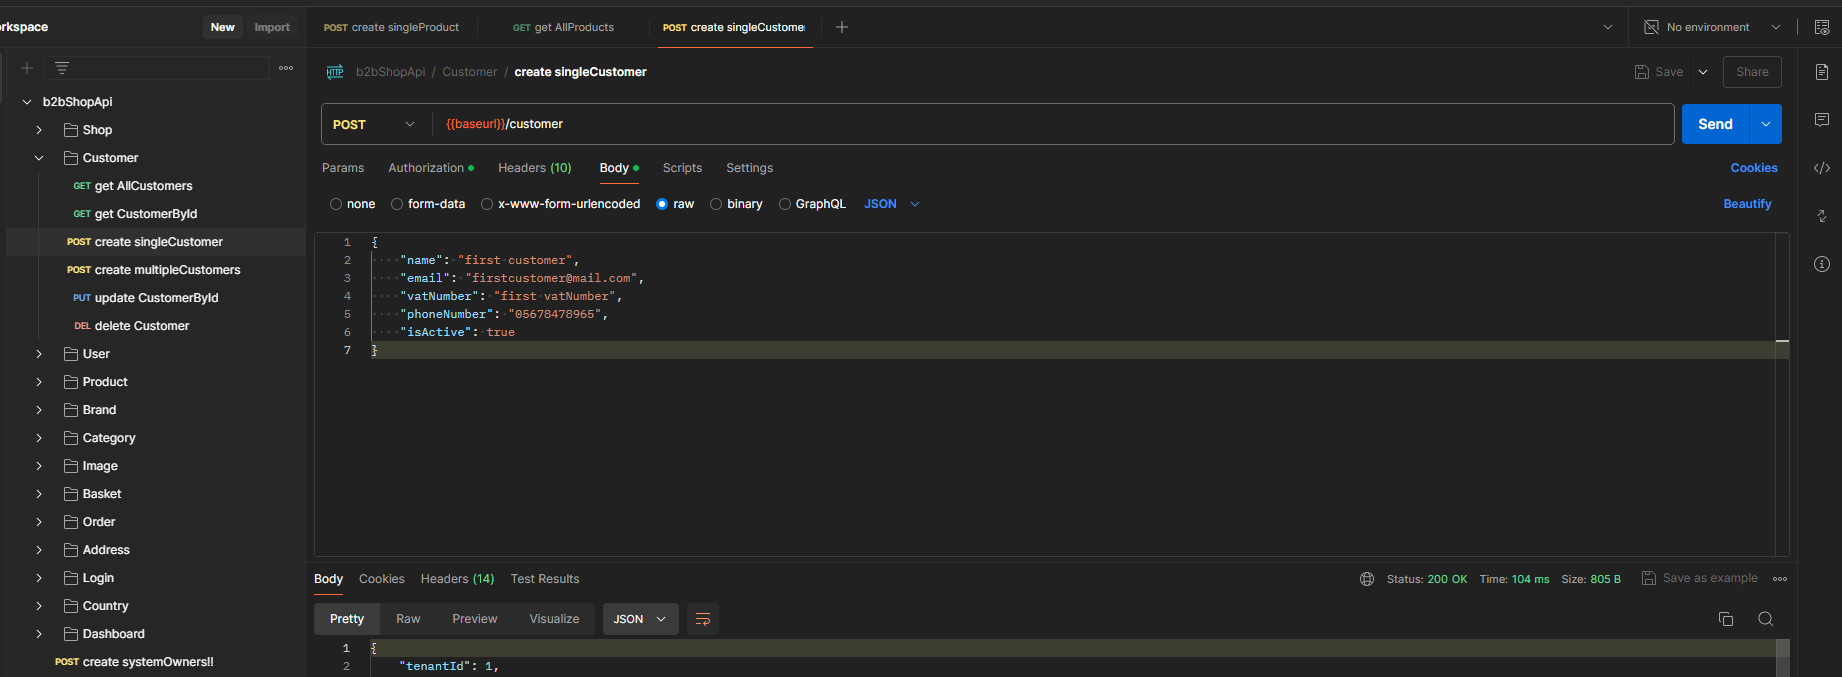 rkspace
New
Import
POST create singleProduct
GET get AllProducts
POST create singleCustome
No environment
b2bShopApi / Customer / create singleCustomer
Save
Share
b2bShopApi
Shop
Customer
GET get AllCustomers
GET get CustomerById
POST create singleCustomer
POST create multipleCustomers
PUT update CustomerById
DEL delete Customer
User
Product
Brand
Category
Image
Basket
Order
Address
Login
Country
Dashboard
POST create systemOwners!!
HTTP
POST
{{baseurl}}/customer
Send
Params
Authorization
Headers (10)
Body
Scripts
Settings
Cookies
none
form-data
x-www-form-urlencoded
raw
binary
GraphQL
JSON
Beautify
1 {
2 "name": "first customer",
3 "email": "firstcustomer@mail.com",
4 "vatNumber": "first vatNumber",
5 "phoneNumber": "05678478965",
6 "isActive": true
7 }
Body
Cookies
Headers (14)
Test Results
Status: 200 OK
Time: 104 ms
Size: 805 B
Save as example
Pretty
Raw
Preview
Visualize
JSON
1 {
2 "tenantId": 1,